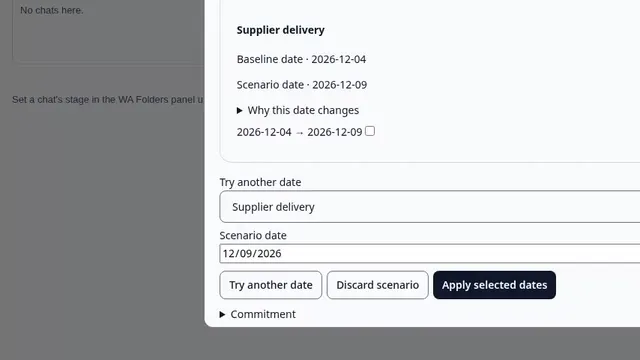 No chats here.
Set a chat's stage in the WA Folders panel u
Supplier delivery
Baseline date · 2026-12-04
Scenario date · 2026-12-09
▶ Why this date changes
2026-12-04 → 2026-12-09
Try another date
Supplier delivery
Scenario date
12/09/2026
Try another date Discard scenario Apply selected dates
▶ Commitment